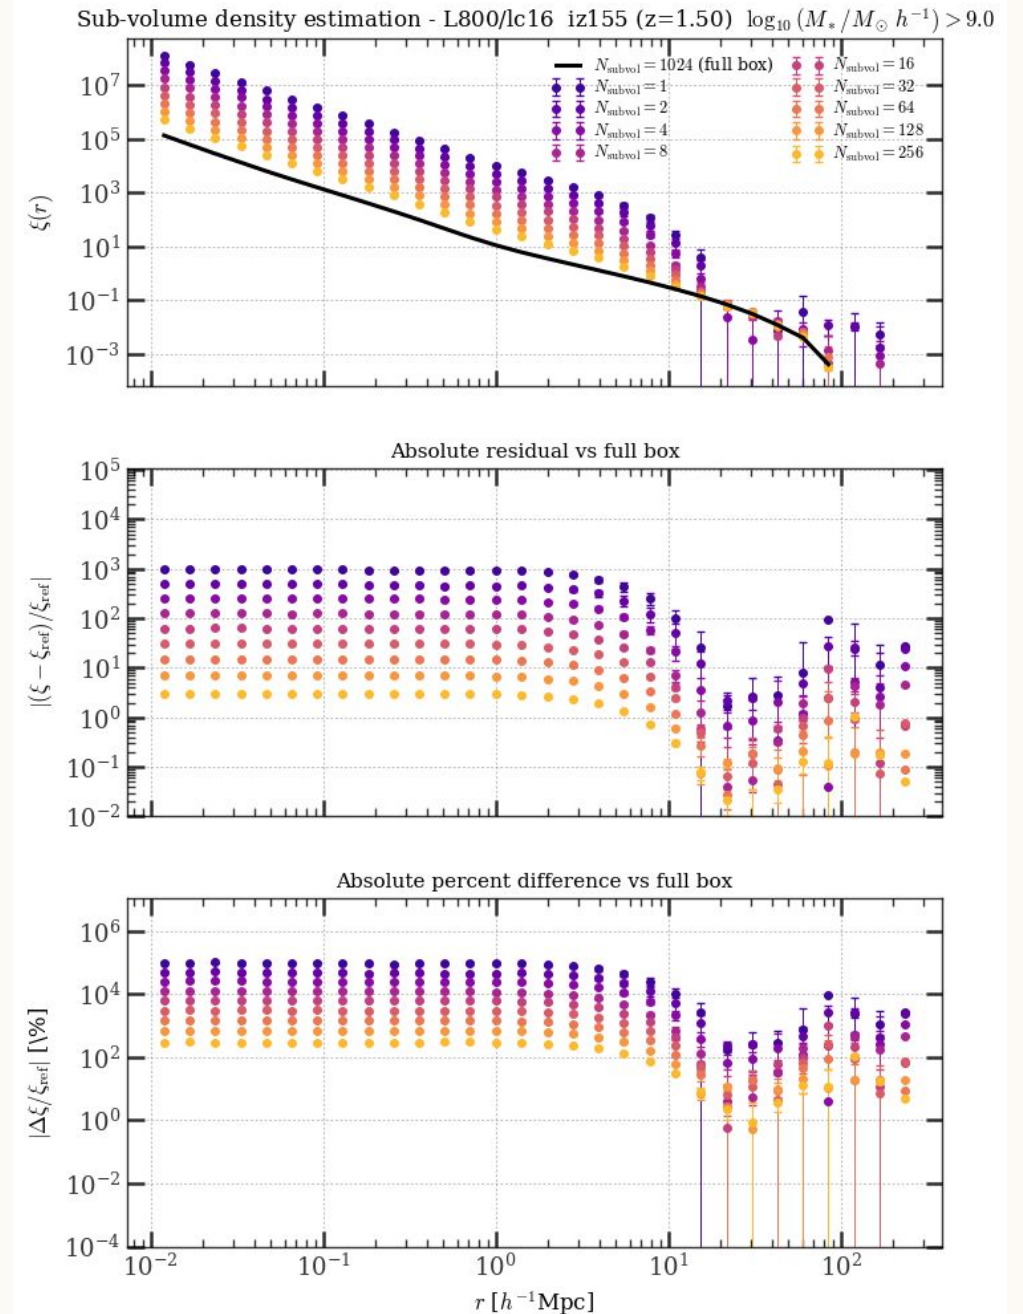 Sub-volume density estimation - L800/lc16 iz155 (z=1.50) log₁₀ (M∗/M⊙ h⁻¹) > 9.0
ξ(r)
10⁷
10⁵
10³
10¹
10⁻¹
10⁻³
N_subvol = 1024 (full box)
N_subvol = 1
N_subvol = 2
N_subvol = 4
N_subvol = 8
N_subvol = 16
N_subvol = 32
N_subvol = 64
N_subvol = 128
N_subvol = 256
Absolute residual vs full box
|(ξ − ξ_ref)/ξ_ref|
10⁵
10⁴
10³
10²
10¹
10⁰
10⁻¹
10⁻²
Absolute percent difference vs full box
|Δξ/ξ_ref| [\%]
10⁶
10⁴
10²
10⁰
10⁻²
10⁻⁴
10⁻² 10⁻¹ 10⁰ 10¹ 10²
r [h⁻¹Mpc]